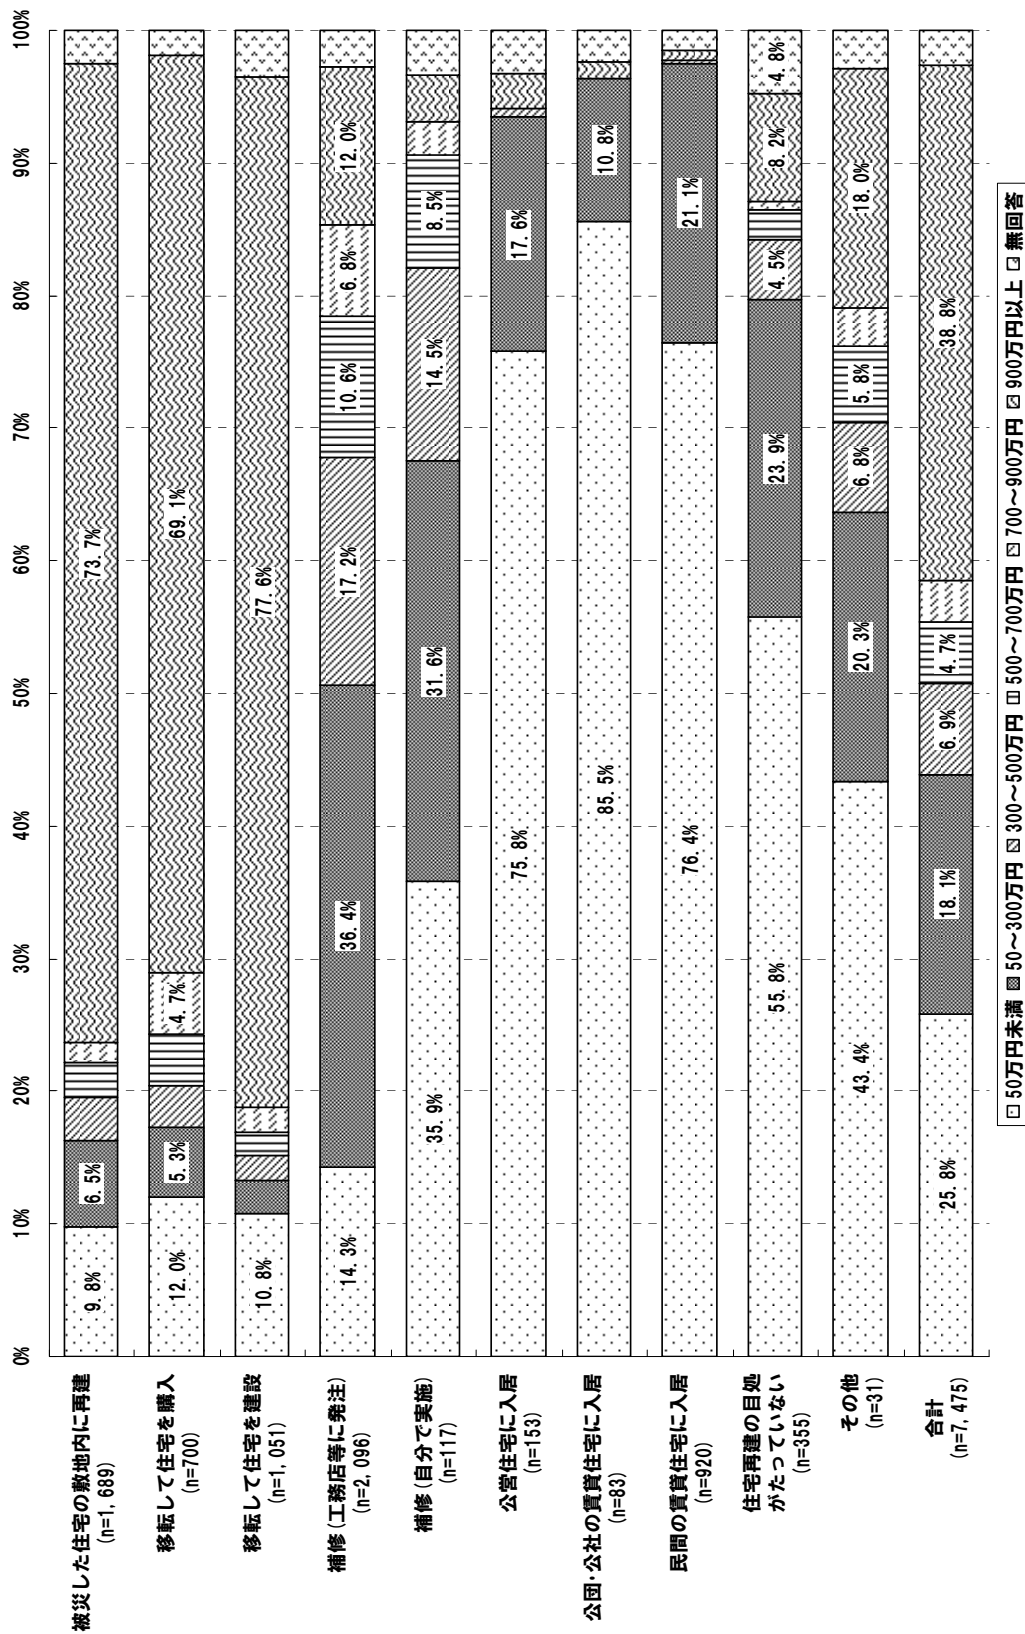 0% 10% 20% 30% 40% 50% 60% 70% 80% 90% 100%
被災した住宅の敷地内に再建
(n=1,689)
9.8% 6.5% 73.7%
移転して住宅を購入
(n=700)
12.0% 5.3% 4.7% 69.1%
移転して住宅を建設
(n=1,051)
10.8% 77.6%
補修(工務店等に発注)
(n=2,096)
14.3% 36.4% 17.2% 10.6% 6.8% 12.0%
補修(自分で実施)
(n=117)
35.9% 31.6% 14.5% 8.5%
公営住宅に入居
(n=153)
75.8% 17.6%
公団・公社の賃貸住宅に入居
(n=83)
85.5% 10.8%
民間の賃貸住宅に入居
(n=920)
76.4% 21.1%
住宅再建の目処
がたっていない
(n=355)
55.8% 23.9% 4.5% 8.2% 4.8%
その他
(n=31)
43.4% 20.3% 6.8% 5.8% 18.0%
合計
(n=7,475)
25.8% 18.1% 6.9% 4.7% 38.8%
50万円未満 50～300万円 300～500万円 500～700万円 700～900万円 900万円以上 無回答